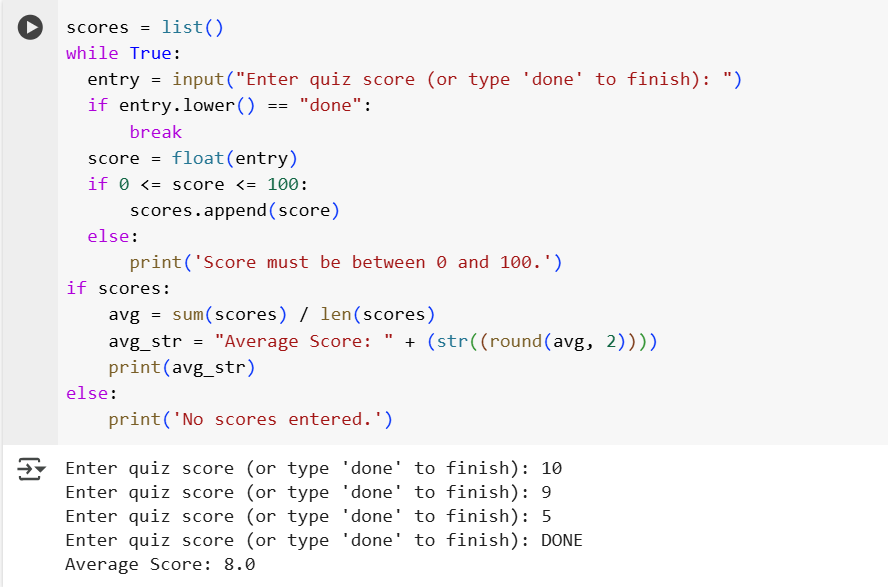 scores = list()
while True:
  entry = input("Enter quiz score (or type 'done' to finish): ")
  if entry.lower() == "done":
      break
  score = float(entry)
  if 0 <= score <= 100:
      scores.append(score)
  else:
      print('Score must be between 0 and 100.')
if scores:
    avg = sum(scores) / len(scores)
    avg_str = "Average Score: " + (str((round(avg, 2))))
    print(avg_str)
else:
    print('No scores entered.')
Enter quiz score (or type 'done' to finish): 10
Enter quiz score (or type 'done' to finish): 9
Enter quiz score (or type 'done' to finish): 5
Enter quiz score (or type 'done' to finish): DONE
Average Score: 8.0